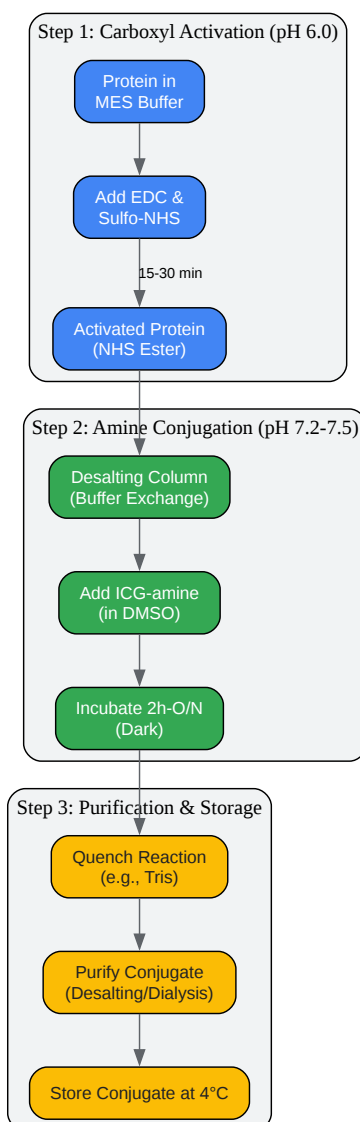 Step 1: Carboxyl Activation (pH 6.0)
Protein in
MES Buffer
Add EDC &
Sulfo-NHS
15-30 min
Activated Protein
(NHS Ester)
Step 2: Amine Conjugation (pH 7.2-7.5)
Desalting Column
(Buffer Exchange)
Add ICG-amine
(in DMSO)
Incubate 2h-O/N
(Dark)
Step 3: Purification & Storage
Quench Reaction
(e.g., Tris)
Purify Conjugate
(Desalting/Dialysis)
Store Conjugate at 4°C